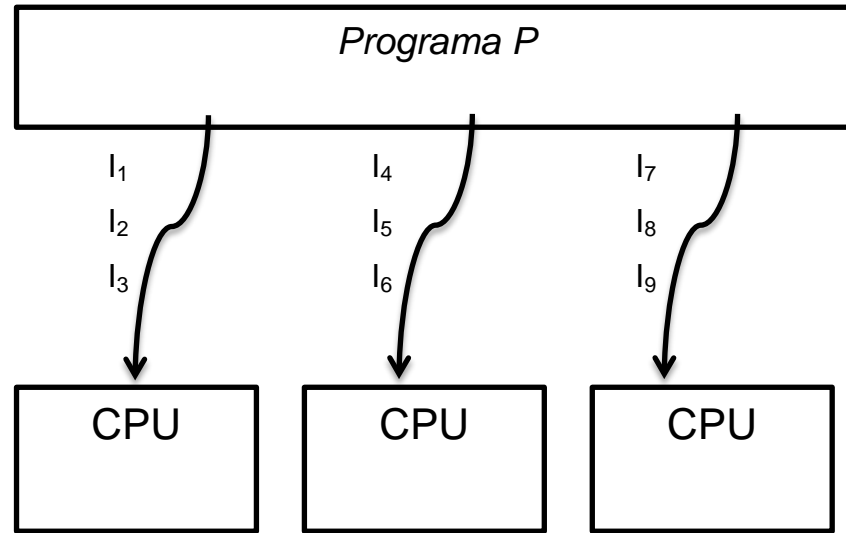 Programa P
I₁ I₄ I₇
I₂ I₅ I₈
I₃ I₆ I₉
CPU CPU CPU